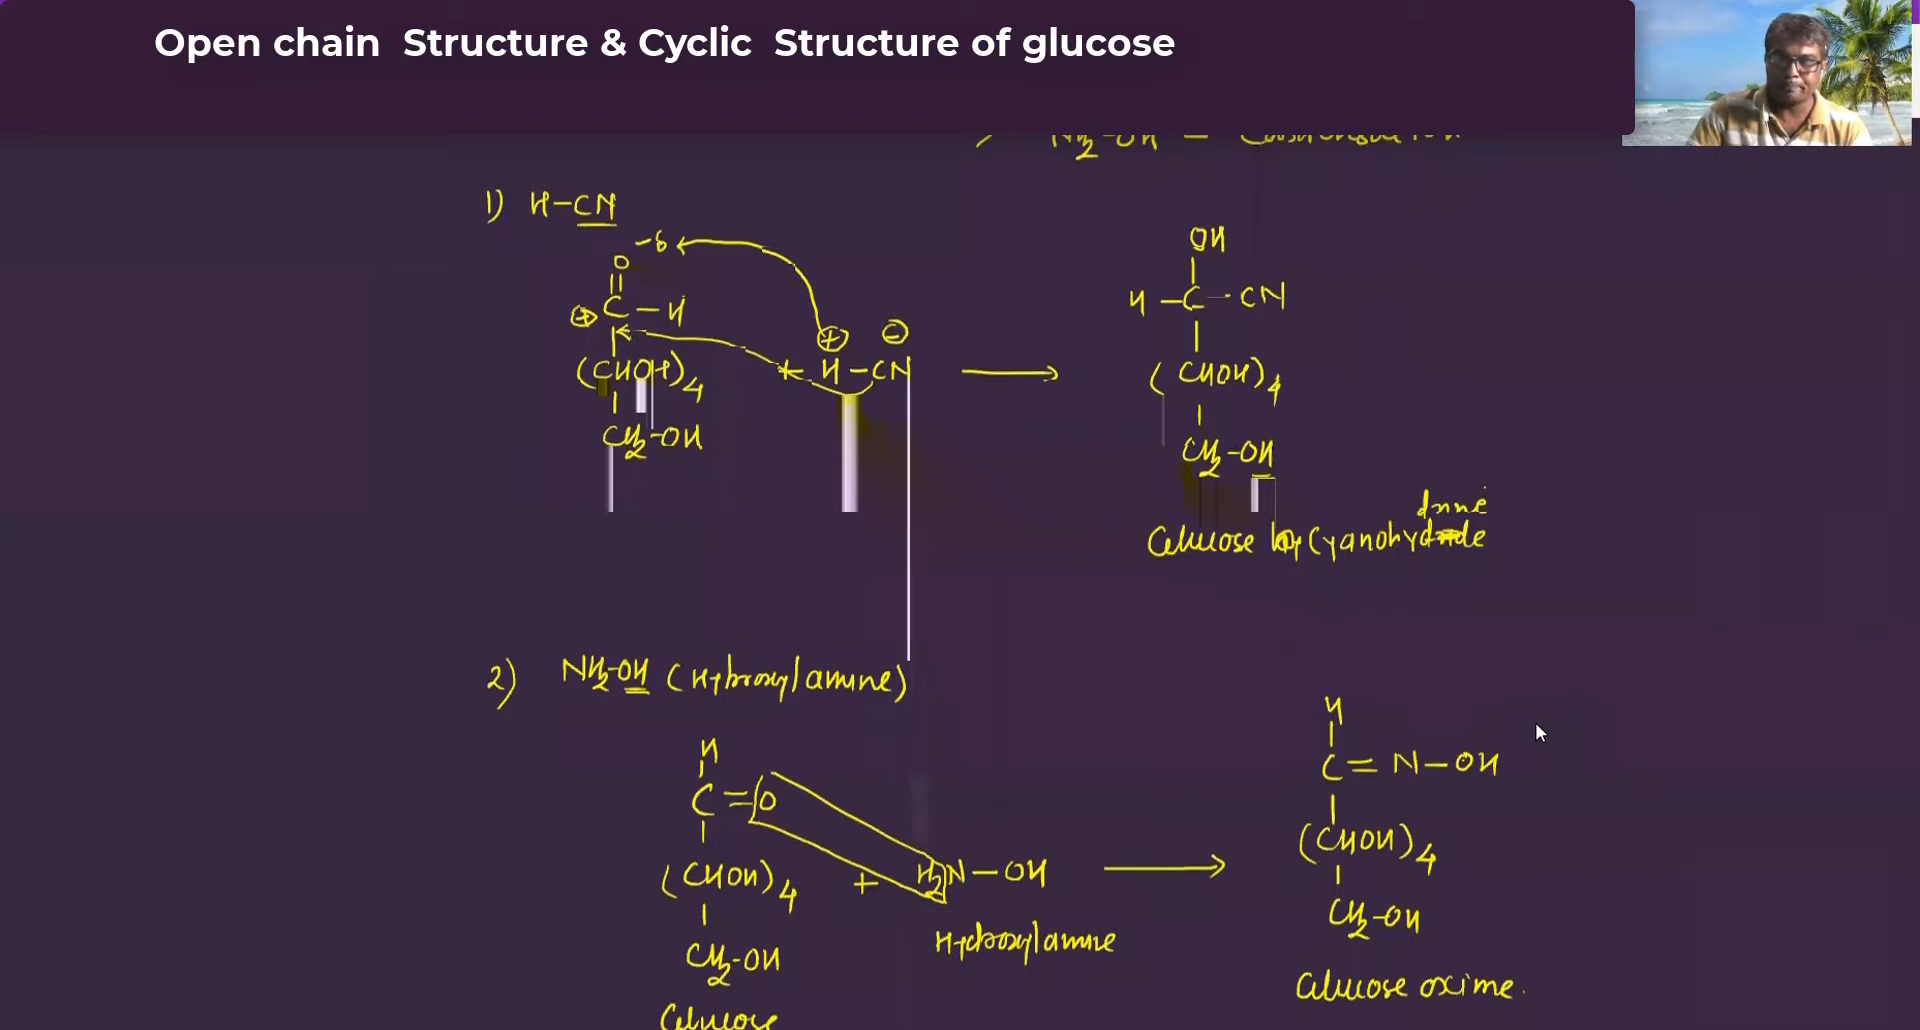 Open chain Structure & Cyclic Structure of glucose
NH2-OH –
1) H-CN
-δ
O
||
⊕ C-H
|
(CHOH)4
|
CH2-OH
⊕ ⊖
+ H-CN ⟶
OH
|
H-C-CN
|
(CHOH)4
|
CH2-OH
Glucose Cyanohydrine
2) NH2-OH (Hydroxylamine)
H
|
C=O
|
(CHOH)4
|
CH2-OH
Glucose
+ H2N-OH ⟶
Hydroxylamine
H
|
C=N-OH
|
(CHOH)4
|
CH2-OH
Glucose oxime.